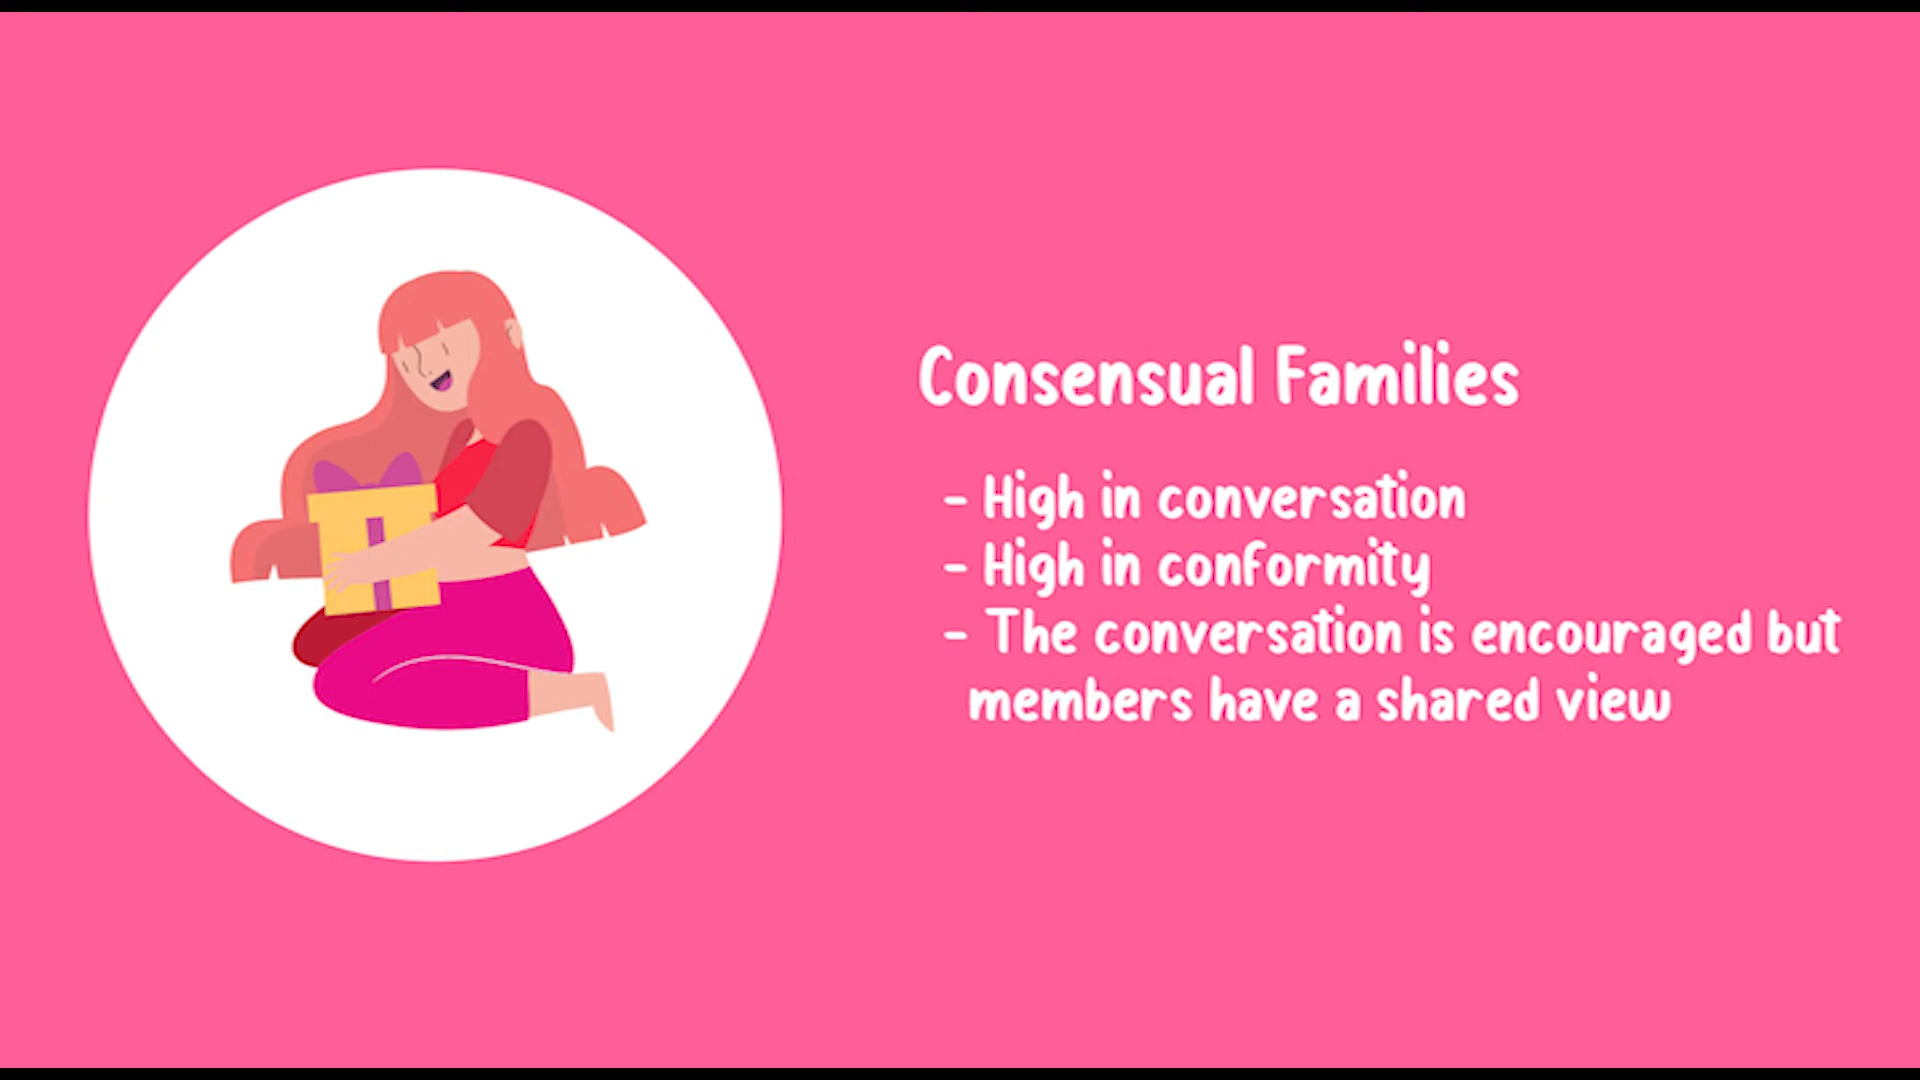 Consensual Families
- High in conversation
- High in conformity
- The conversation is encouraged but
members have a shared view